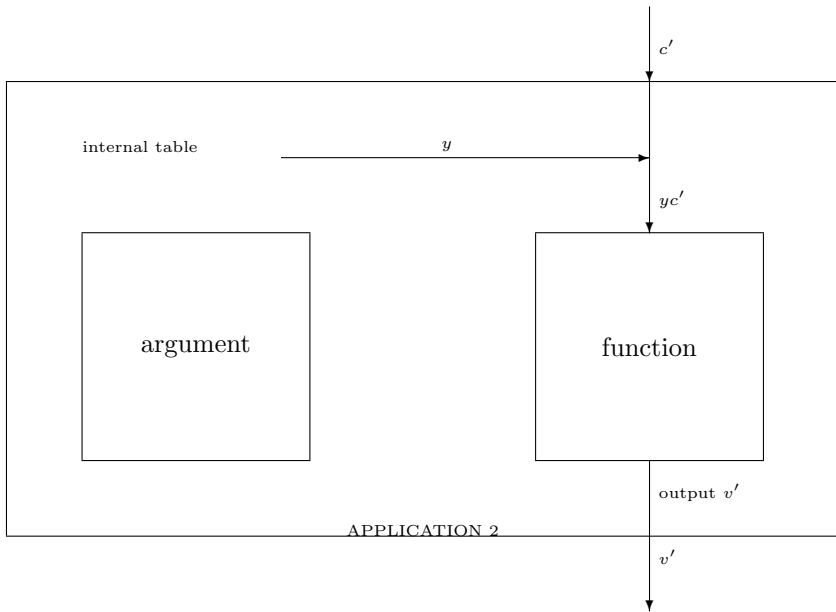 c′
internal table
y
yc′
argument
function
output v′
APPLICATION 2
v′